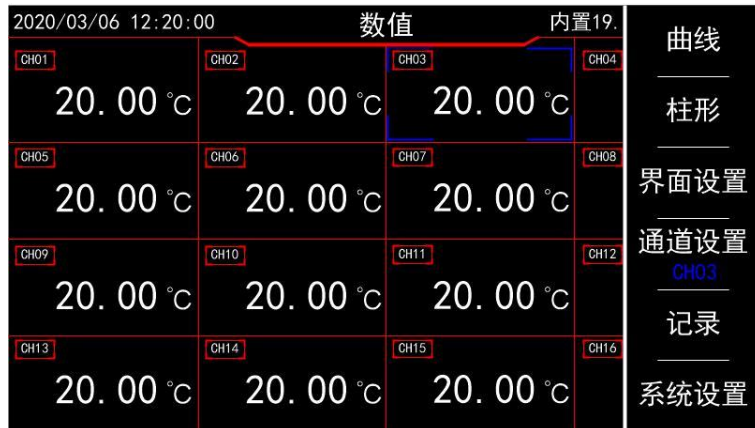 2020/03/06 12:20:00 数值 内置19.
CH01 CH02 CH03 CH04
20.00 ℃ 20.00 ℃ 20.00 ℃
CH05 CH06 CH07 CH08
20.00 ℃ 20.00 ℃ 20.00 ℃
CH09 CH10 CH11 CH12
20.00 ℃ 20.00 ℃ 20.00 ℃
CH13 CH14 CH15 CH16
20.00 ℃ 20.00 ℃ 20.00 ℃
曲线
柱形
界面设置
通道设置
CH03
记录
系统设置